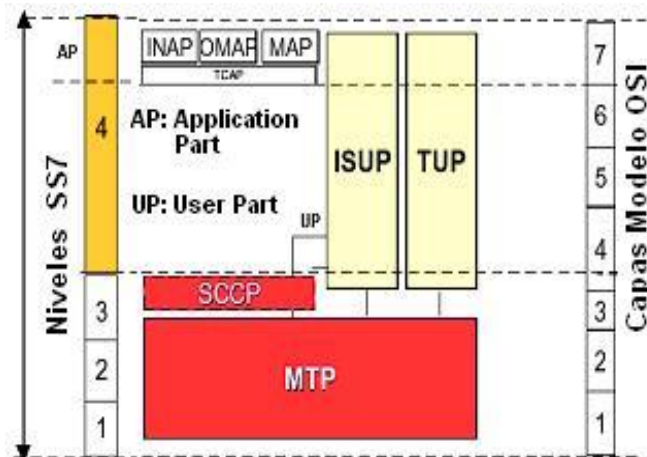 Niveles SS7
AP
4
3
2
1
INAP
OMAP
MAP
TCAP
AP: Application
Part
UP: User Part
UP
ISUP
TUP
SCCP
MTP
7
6
5
4
3
2
1
Capas Modelo OSI